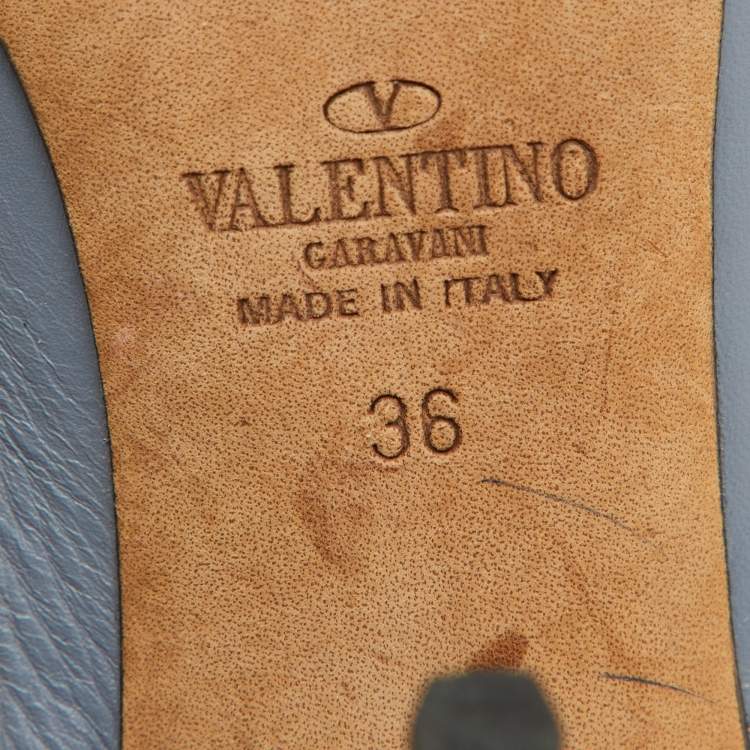 V
VALENTINO
GARAVANI
MADE IN ITALY
36